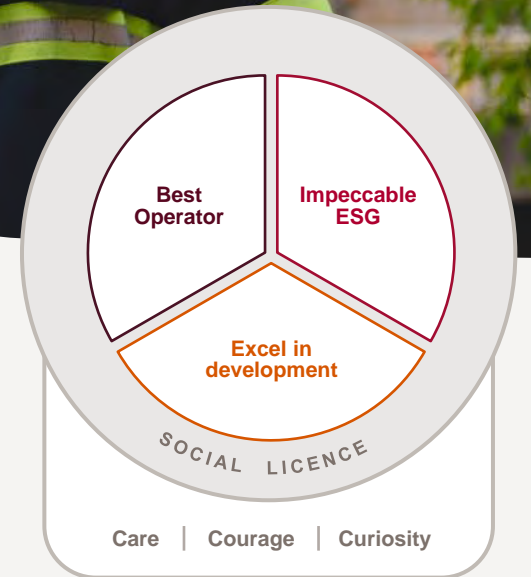 Best
Operator
Impeccable
ESG
Excel in
development
SOCIAL LICENCE
Care | Courage | Curiosity